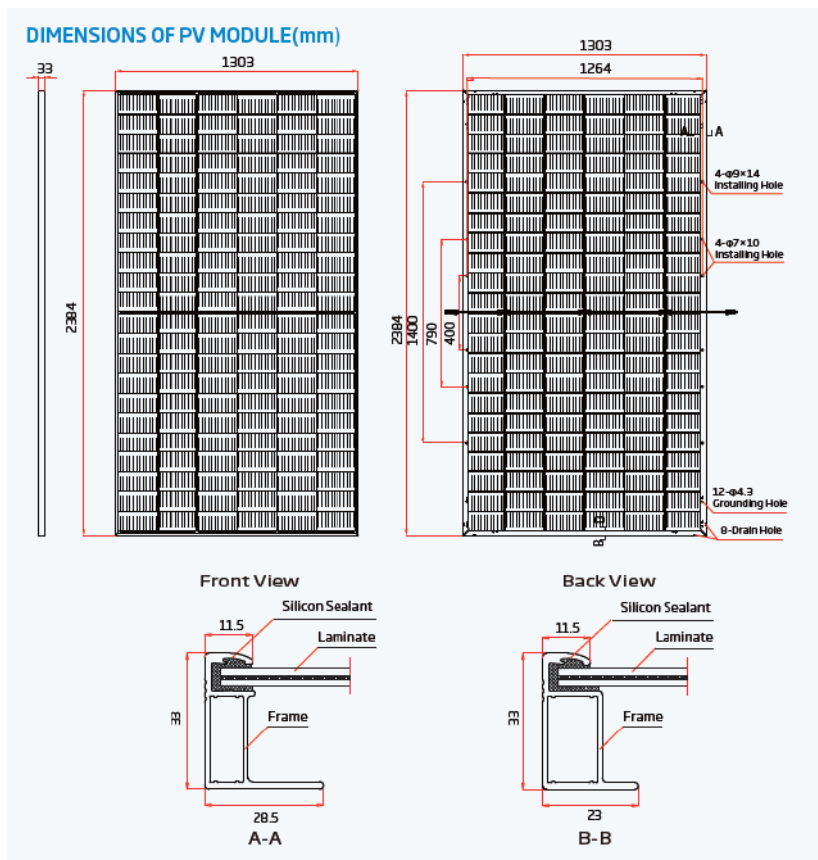 DIMENSIONS OF PV MODULE(mm)
33
1303
2384
1303
1264
A
A
4-φ9×14
Installing Hole
4-φ7×10
Installing Hole
2384
1400
790
400
12-φ4.3
Grounding Hole
8-Drain Hole
B
Front View
Back View
Silicon Sealant
11.5
Laminate
33
Frame
28.5
A-A
Silicon Sealant
11.5
Laminate
33
Frame
23
B-B